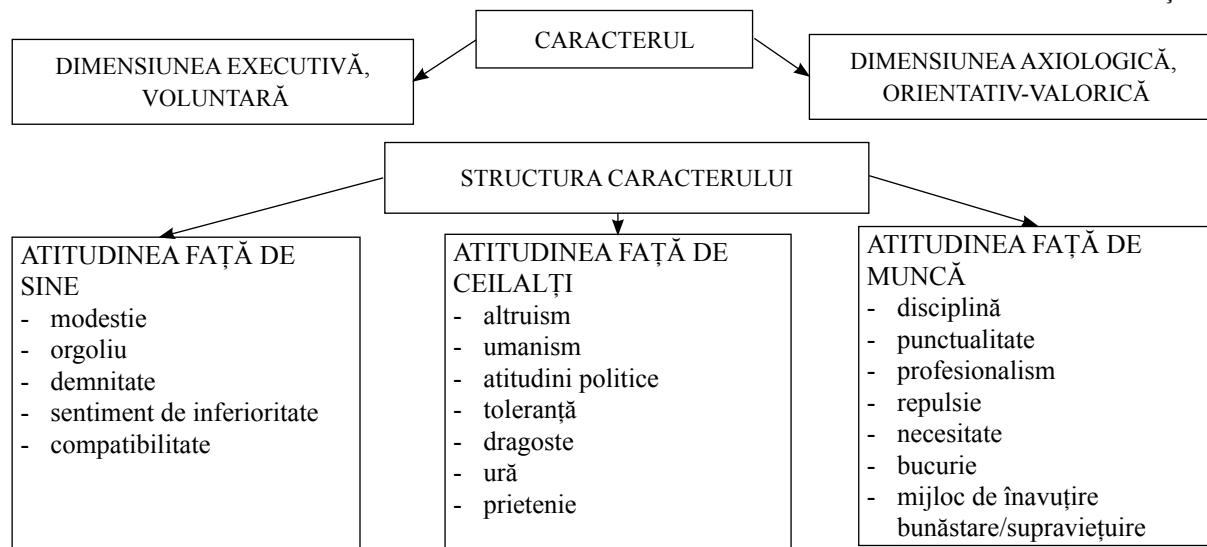 CARACTERUL
DIMENSIUNEA EXECUTIVĂ,
VOLUNTARĂ
DIMENSIUNEA AXIOLOGICĂ,
ORIENTATIV-VALORICĂ
STRUCTURA CARACTERULUI
ATITUDINEA FAȚĂ DE
SINE
- modestie
- orgoliu
- demnitate
- sentiment de inferioritate
- compatibilitate
ATITUDINEA FAȚĂ DE
CEILALȚI
- altruism
- umanism
- atitudini politice
- toleranță
- dragoste
- ură
- prietenie
ATITUDINEA FAȚĂ DE
MUNCĂ
- disciplină
- punctualitate
- profesionalism
- repulsie
- necesitate
- bucurie
- mijloc de înavuțire
bunăstare/supraviețuire